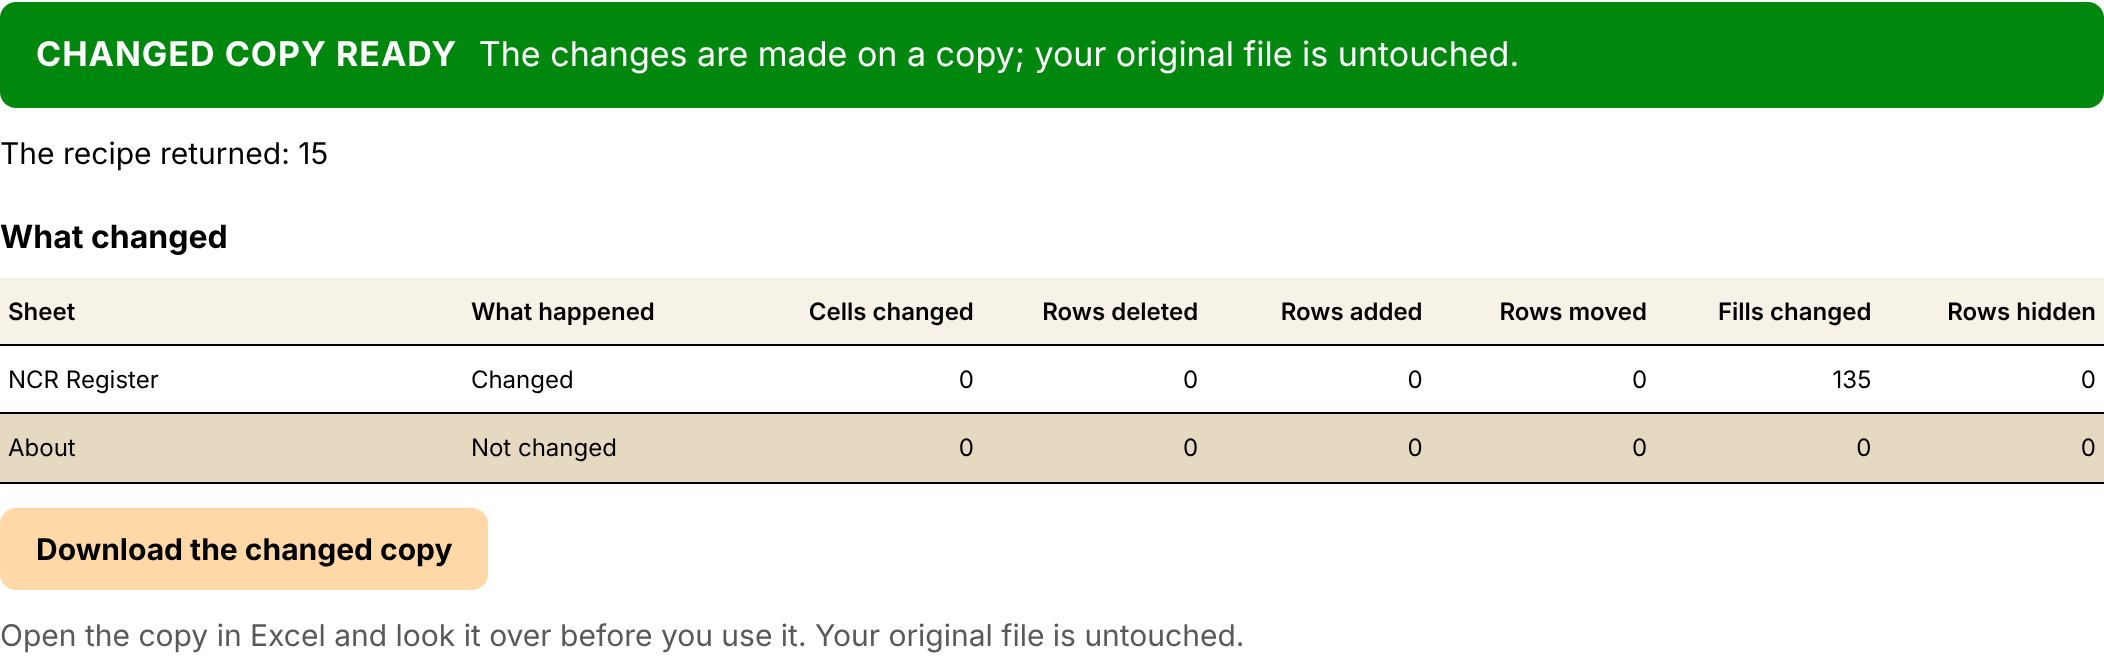 CHANGED COPY READY The changes are made on a copy; your original file is untouched.
The recipe returned: 15
What changed
Sheet What happened Cells changed Rows deleted Rows added Rows moved Fills changed Rows hidden
NCR Register Changed 0 0 0 0 135 0
About Not changed 0 0 0 0 0 0
Download the changed copy
Open the copy in Excel and look it over before you use it. Your original file is untouched.